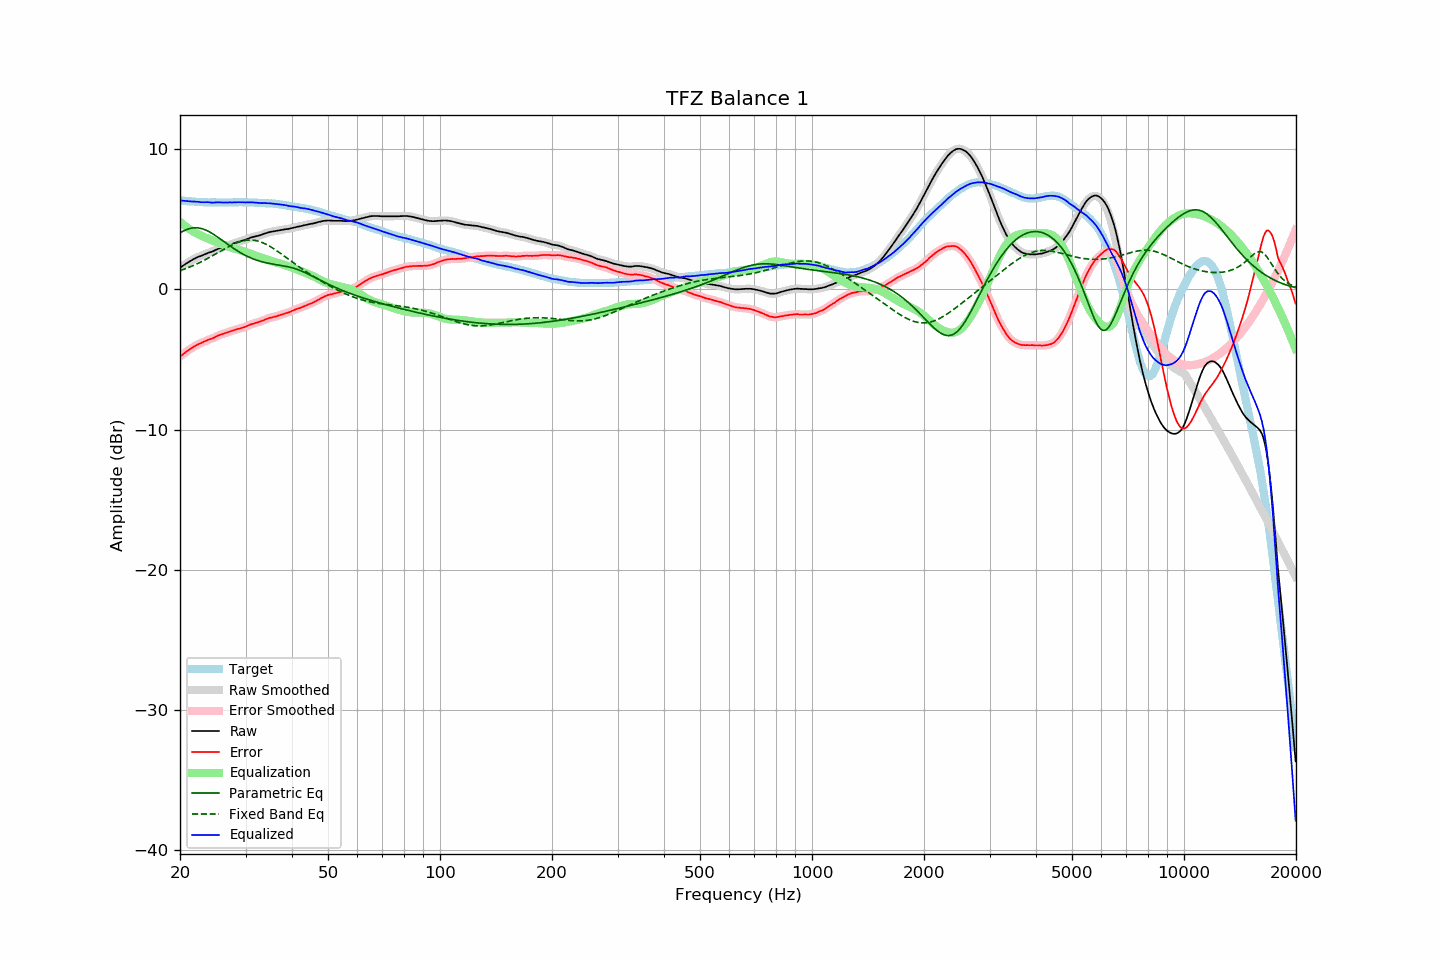 TFZ Balance 1
10
0
−10
−20
−30
−40
Amplitude (dBr)
Target
Raw Smoothed
Error Smoothed
Raw
Error
Equalization
Parametric Eq
Fixed Band Eq
Equalized
20 50 100 200 500 1000 2000 5000 10000 20000
Frequency (Hz)